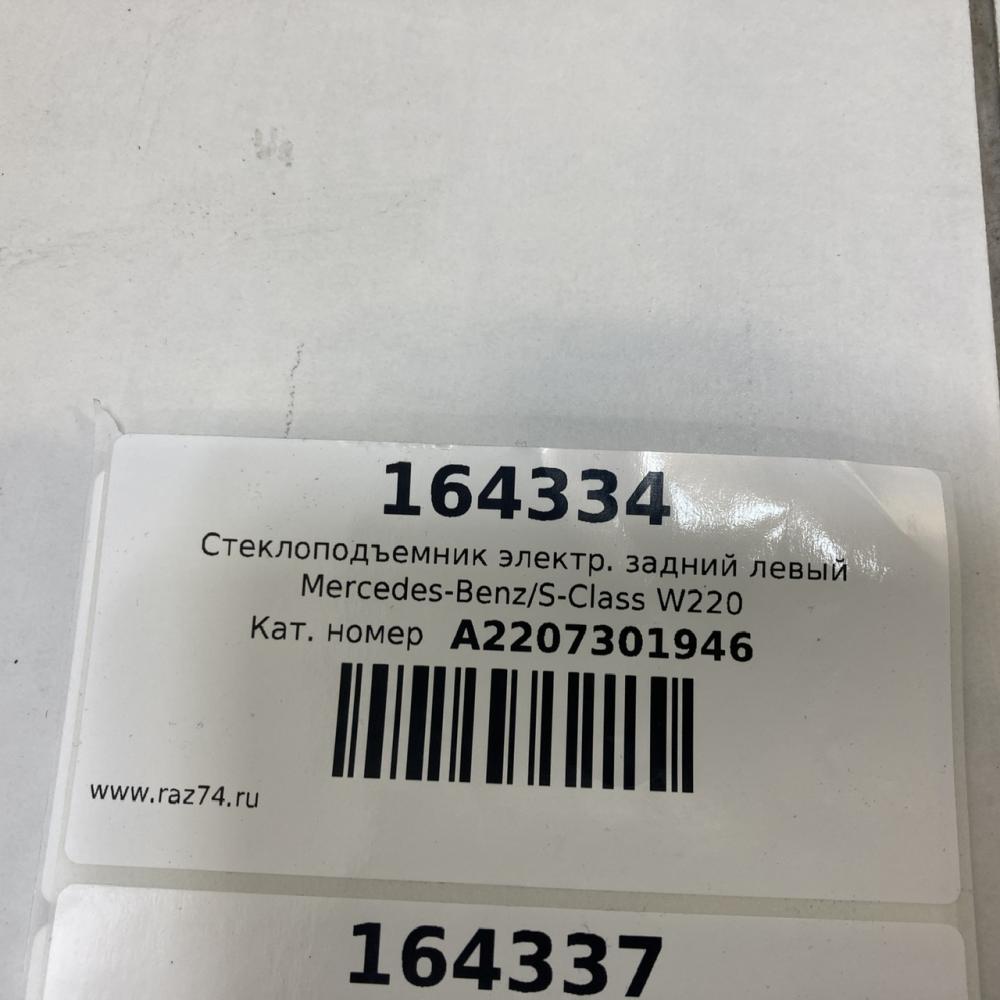 164334
Стеклоподъемник электр. задний левый
Mercedes-Benz/S-Class W220
Кат. номер A2207301946
www.raz74.ru
164337